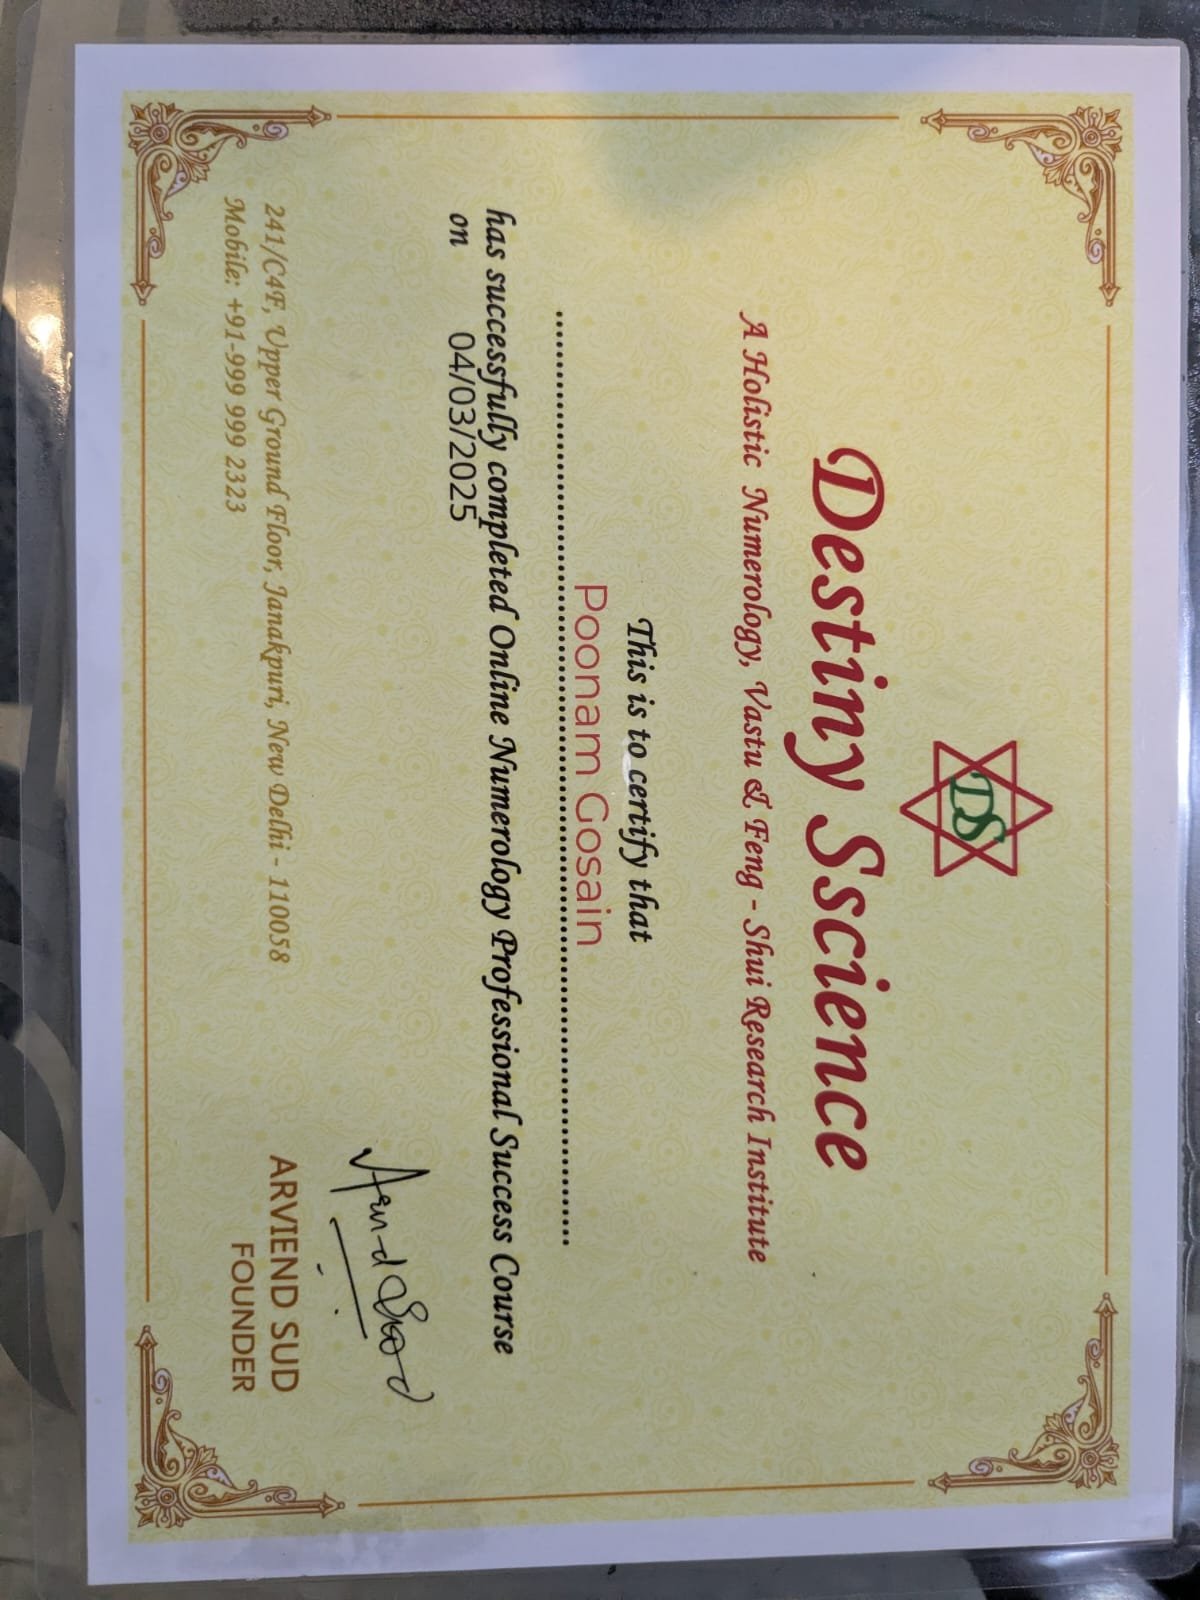 DS
Destiny Sscience
A Holistic Numerology, Vastu & Feng - Shui Research Institute
This is to certify that
Poonam Gosain
has successfully completed Online Numerology Professional Success Course
on 04/03/2025
241/C4F, Upper Ground Floor, Janakpuri, New Delhi - 110058
Mobile: +91-999 999 2323
Arviend Sood
ARVIEND SUD
FOUNDER